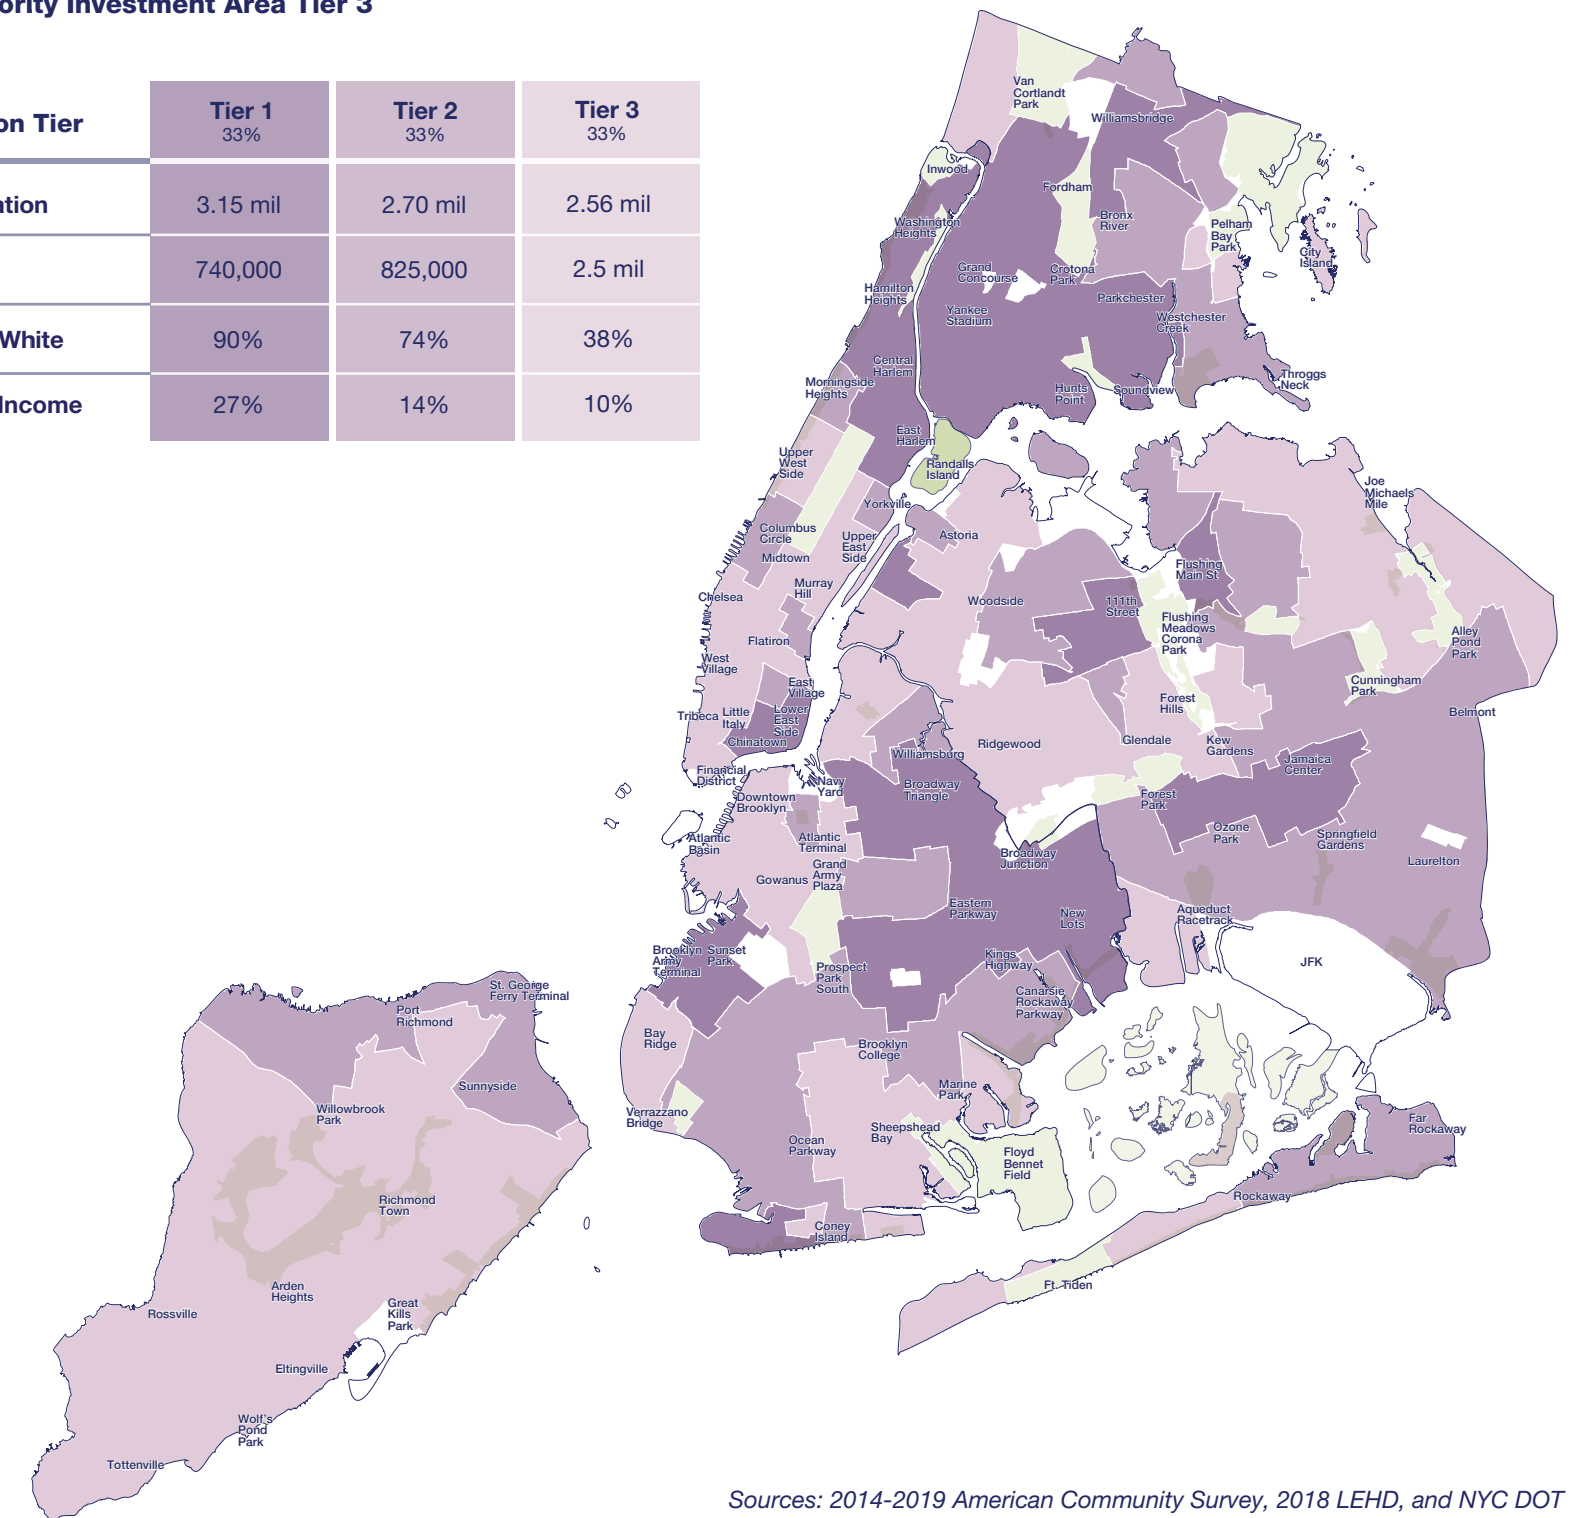 ority Investment Area Tier 3
on Tier
Tier 1
33%
Tier 2
33%
Tier 3
33%
ation
3.15 mil
2.70 mil
2.56 mil
740,000
825,000
2.5 mil
White
90%
74%
38%
Income
27%
14%
10%
Van
Cortlandt
Park
Williamsbridge
Inwood
Fordham
Washington
Heights
Bronx
River
Pelham
Bay
Park
City
Island
Grand
Concourse
Crotona
Park
Hamilton
Heights
Parkchester
Yankee
Stadium
Westchester
Creek
Central
Harlem
Morningside
Heights
Hunts
Point
Soundview
Throggs
Neck
East
Harlem
Upper
West
Side
Randalls
Island
Joe
Michaels
Mile
Yorkville
Columbus
Circle
Upper
East
Side
Astoria
Midtown
Flushing
Main St
Murray
Hill
Chelsea
Woodside
111th
Street
Flushing
Meadows
Corona
Park
Flatiron
Alley
Pond
Park
West
Village
East
Village
Cunningham
Park
Forest
Hills
Tribeca
Little
Italy
Lower
East
Side
Belmont
Chinatown
Ridgewood
Glendale
Kew
Gardens
Williamsburg
Jamaica
Center
Financial
District
Navy
Yard
Broadway
Triangle
Downtown
Brooklyn
Forest
Park
Atlantic
Basin
Atlantic
Terminal
Ozone
Park
Springfield
Gardens
Broadway
Junction
Laurelton
Grand
Army
Plaza
Gowanus
Eastern
Parkway
New
Lots
Aqueduct
Racetrack
Brooklyn
Army
Terminal
Sunset
Park
Kings
Highway
JFK
Prospect
Park
South
St. George
Ferry Terminal
Canarsie
Rockaway
Parkway
Port
Richmond
Bay
Ridge
Brooklyn
College
Sunnyside
Marine
Park
Willowbrook
Park
Verrazzano
Bridge
Far
Rockaway
Sheepshead
Bay
Ocean
Parkway
Floyd
Bennet
Field
Richmond
Town
Rockaway
Coney
Island
Arden
Heights
Ft. Tiden
Great
Kills
Park
Rossville
Eltingville
Wolf's
Pond
Park
Tottenville
Sources: 2014-2019 American Community Survey, 2018 LEHD, and NYC DOT